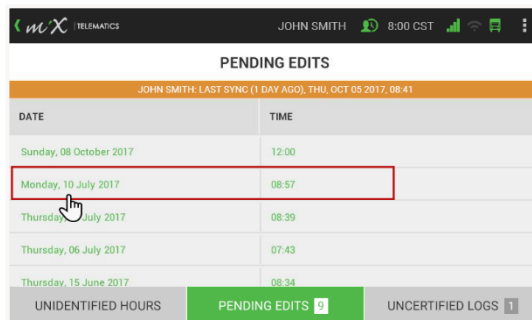 mix TELEMATICS JOHN SMITH 8:00 CST
PENDING EDITS
JOHN SMITH: LAST SYNC (1 DAY AGO), THU, OCT 05 2017, 08:41
DATE TIME
Sunday, 08 October 2017 12:00
Monday, 10 July 2017 08:57
Thursday, July 2017 08:39
Thursday, 06 July 2017 07:43
Thursday, 15 June 2017 08:34
UNIDENTIFIED HOURS PENDING EDITS 9 UNCERTIFIED LOGS 1